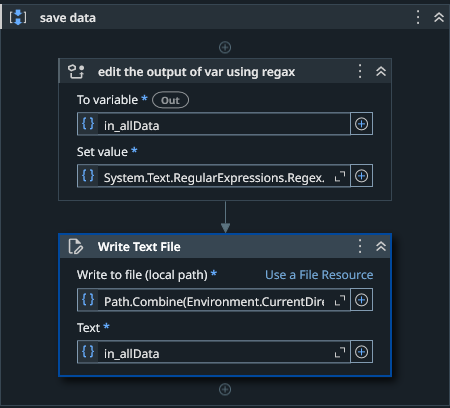 save data
edit the output of var using regax
To variable * Out
in_allData
Set value *
System.Text.RegularExpressions.Regex.
Write Text File
Write to file (local path) * Use a File Resource
Path.Combine(Environment.CurrentDire
Text *
in_allData